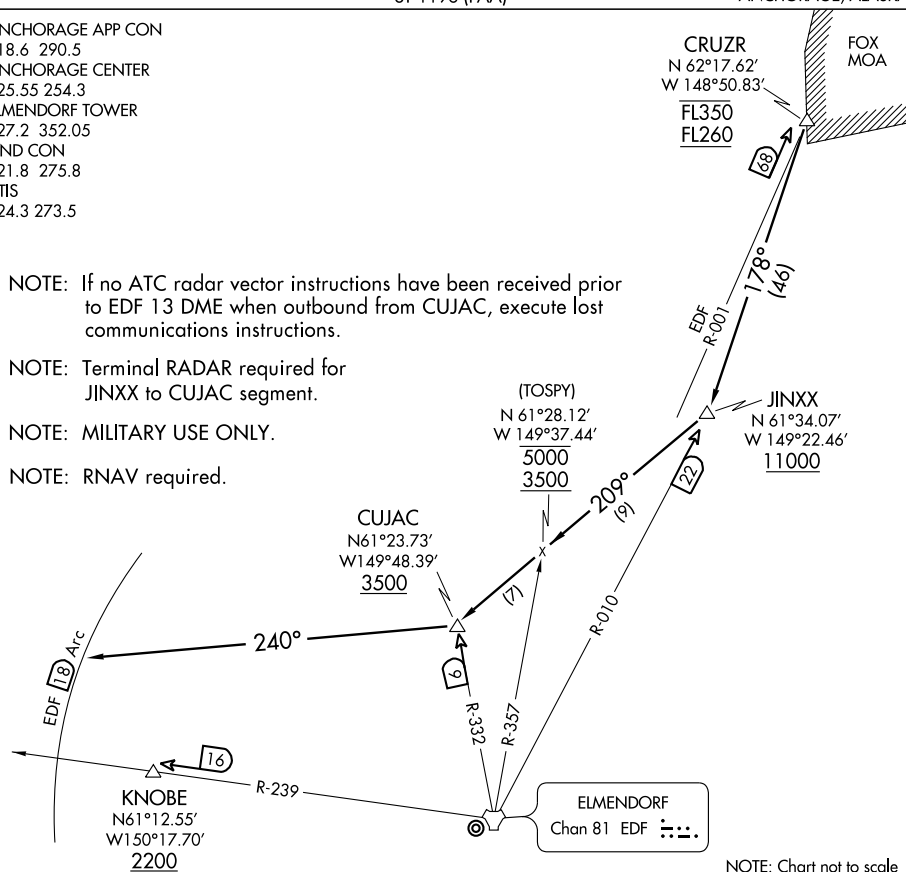 NCHORAGE APP CON
18.6 290.5
NCHORAGE CENTER
25.55 254.3
LMENDORF TOWER
27.2 352.05
ND CON
21.8 275.8
TIS
24.3 273.5
CRUZR
N 62°17.62'
W 148°50.83'
FL350
FL260
FOX
MOA
68
178°
(46)
EDF
R-001
NOTE: If no ATC radar vector instructions have been received prior
to EDF 13 DME when outbound from CUJAC, execute lost
communications instructions.
NOTE: Terminal RADAR required for
JINXX to CUJAC segment.
NOTE: MILITARY USE ONLY.
NOTE: RNAV required.
(TOSPY)
N 61°28.12'
W 149°37.44'
5000
3500
JINXX
N 61°34.07'
W 149°22.46'
11000
22
209°
(9)
X
(7)
CUJAC
N61°23.73'
W149°48.39'
3500
240°
EDF 18 Arc
R-010
R-357
R-332
16
R-239
KNOBE
N61°12.55'
W150°17.70'
2200
ELMENDORF
Chan 81 EDF
NOTE: Chart not to scale